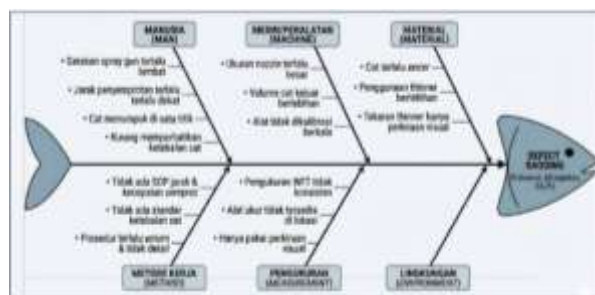 MANUSIA
(MAN)
• Gerakan spray gun terlalu
lambat
• Jarak penyemprotan terlalu
terlalu dekat
• Cat menumpuk di satu titik
• Kurang memperhatikan
ketebalan cat
MESIN/PERALATAN
(MACHINE)
• Ukuran nozzle terlalu
besar
• Volume cat keluar
berlebihan
• Alat tidak dikalibrasi
berkala
MATERIAL
(MATERIAL)
• Cat terlalu encer
• Penggunaan thinner
berlebihan
• Takaran thinner hanya
perkiraan visual
DEFECT
SAGGING
• Tidak ada SOP jarak &
kecepatan semprot
• Tidak ada standar
ketebalan cat
• Prosedur terlalu umum
& tidak detail
METODE KERJA
(METHOD)
• Pengukuran WFT tidak
konsisten
• Alat ukur tidak tersedia
di lokasi
• Hanya pakai perkiraan
visual
PENGUKURAN
(MEASUREMENT)
LINGKUNGAN
(ENVIRONMENT)